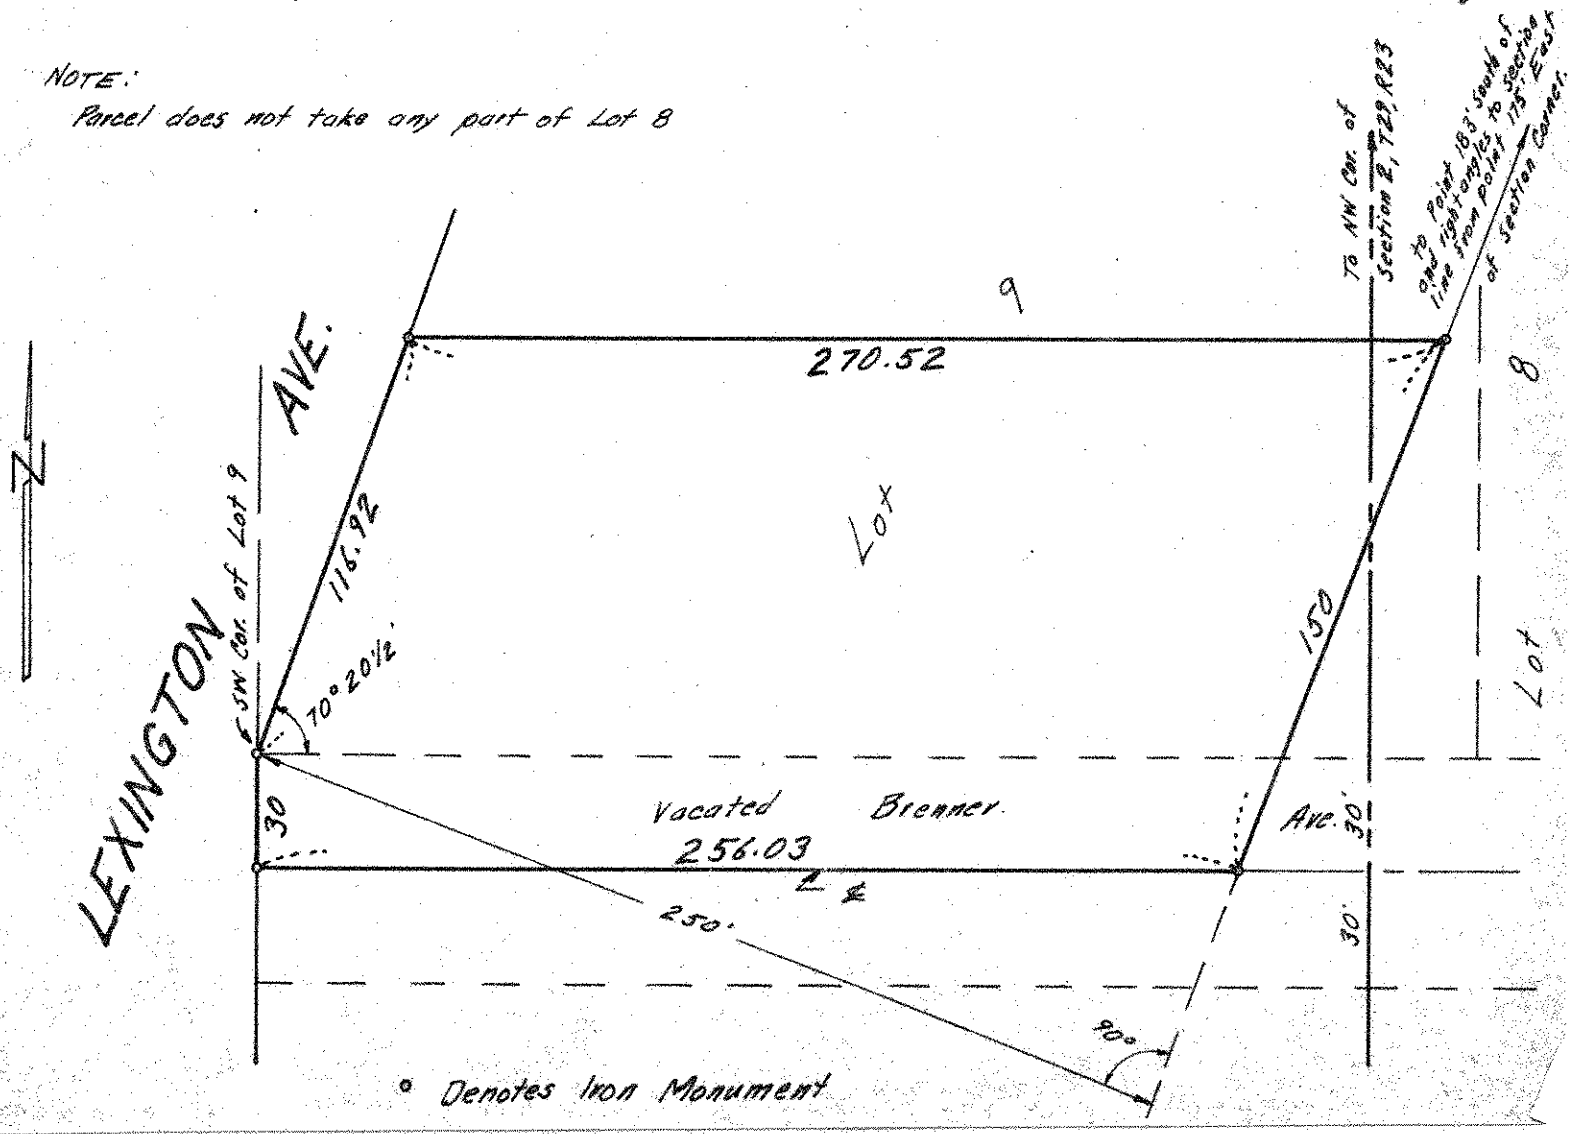 NOTE:
Parcel does not take any part of Lot 8
To NW Cor. of
Section 2, T29, R23
to Point 183' South of
and right angles to Section
line from point 175' East
of Section Corner.
9
270.52
8
AVE.
LEXINGTON
SW Cor. of Lot 9
116.92
Lot
150
Lot
70° 20 1/2'
30
Vacated Brenner Ave.
30'
256.03
250.
30'
90°
° Denotes Iron Monument
N